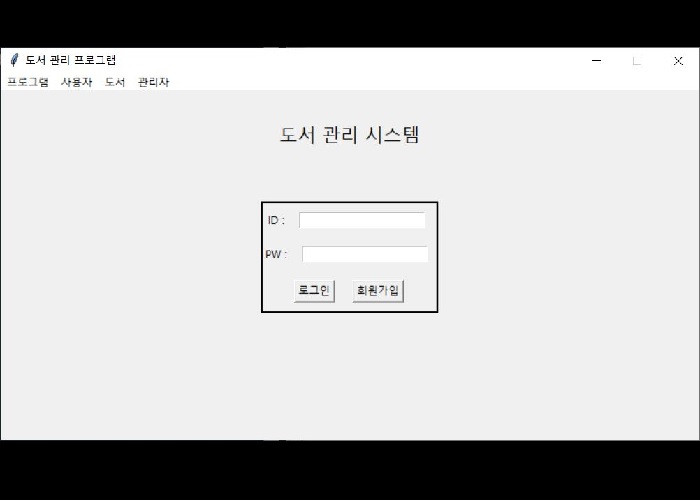 도서 관리 프로그램
프로그램 사용자 도서 관리자
도서 관리 시스템
ID :
PW :
로그인 회원가입